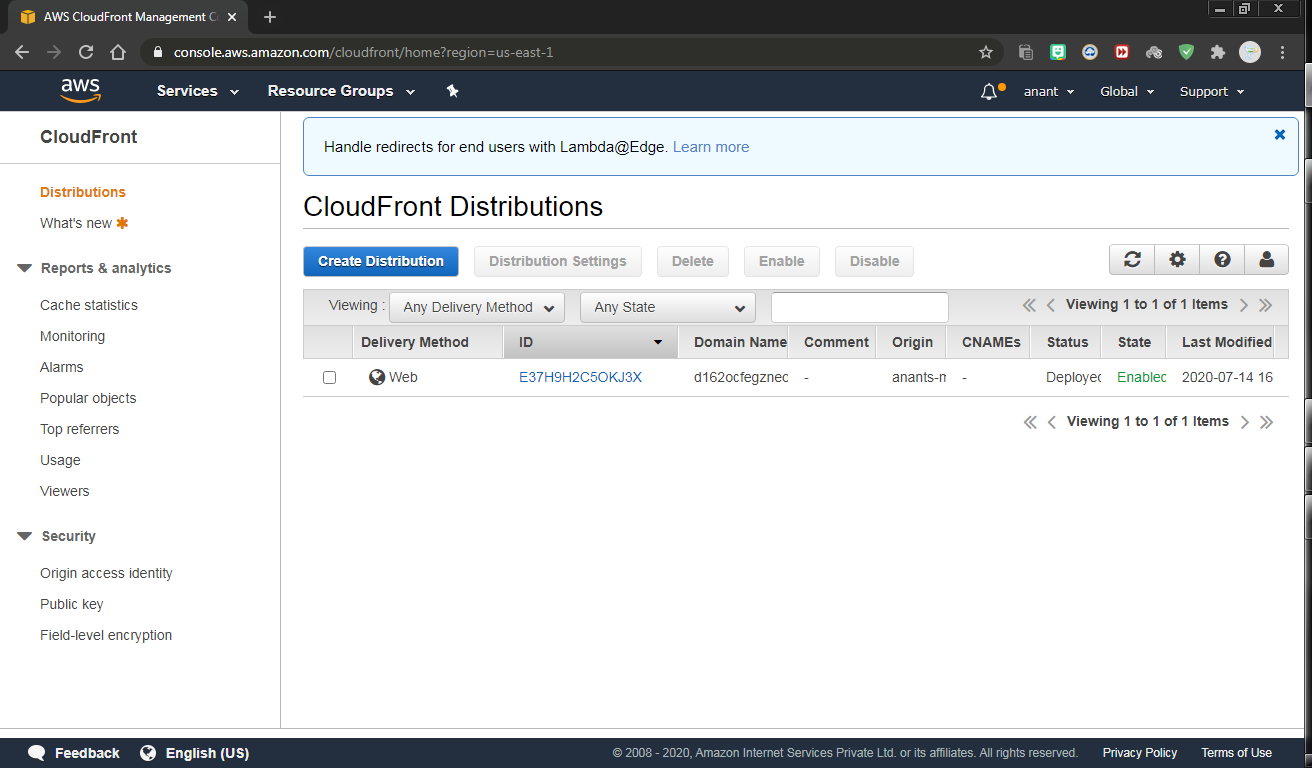 AWS CloudFront Management C
console.aws.amazon.com/cloudfront/home?region=us-east-1
aws Services Resource Groups anant Global Support
CloudFront
Distributions
What's new
Reports & analytics
Cache statistics
Monitoring
Alarms
Popular objects
Top referrers
Usage
Viewers
Security
Origin access identity
Public key
Field-level encryption
Handle redirects for end users with Lambda@Edge. Learn more
CloudFront Distributions
Create Distribution Distribution Settings Delete Enable Disable
Viewing : Any Delivery Method Any State Viewing 1 to 1 of 1 Items
Delivery Method ID Domain Name Comment Origin CNAMEs Status State Last Modified
Web E37H9H2C5OKJ3X d162ocfegznec - anants-m - Deployed Enabled 2020-07-14 16
Viewing 1 to 1 of 1 Items
Feedback English (US) © 2008 - 2020, Amazon Internet Services Private Ltd. or its affiliates. All rights reserved. Privacy Policy Terms of Use